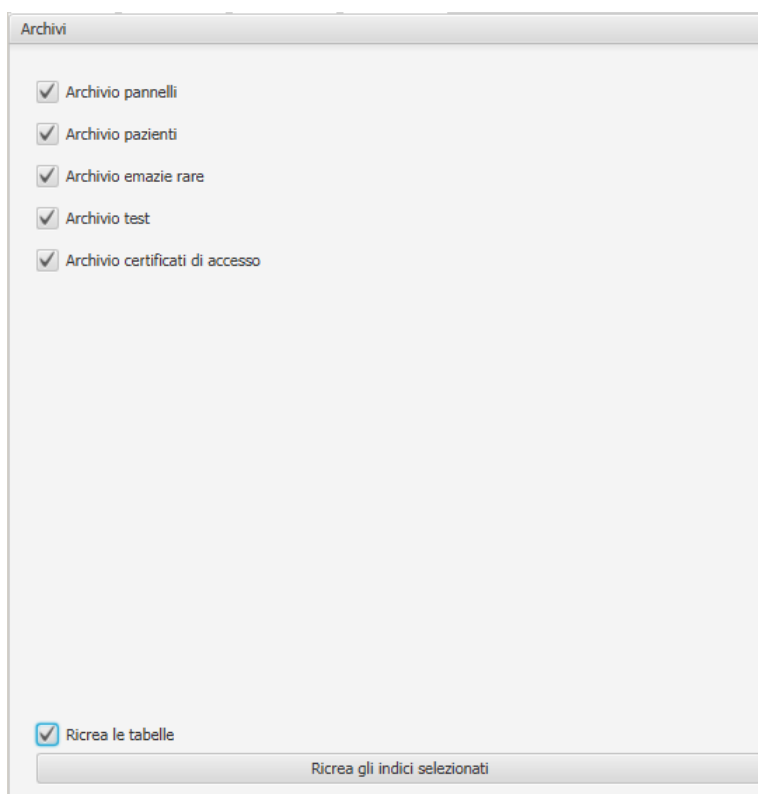 Archivi
Archivio pannelli
Archivio pazienti
Archivio emazie rare
Archivio test
Archivio certificati di accesso
Ricrea le tabelle
Ricrea gli indici selezionati